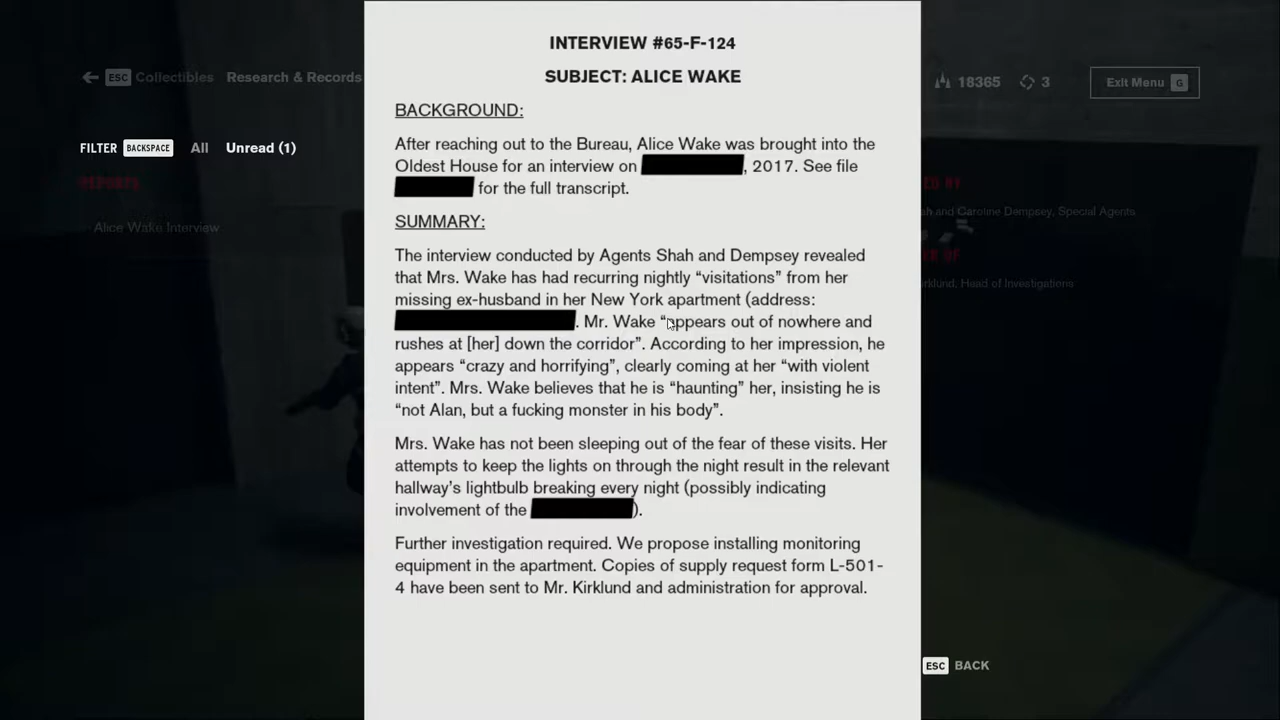 INTERVIEW #65-F-124
SUBJECT: ALICE WAKE
← ESC Collectibles Research & Records
18365 3 Exit Menu G
BACKGROUND:
FILTER BACKSPACE All Unread (1)
After reaching out to the Bureau, Alice Wake was brought into the
Oldest House for an interview on , 2017. See file
for the full transcript.
REPORTS
Alice Wake Interview
SUMMARY:
The interview conducted by Agents Shah and Dempsey revealed
that Mrs. Wake has had recurring nightly “visitations” from her
missing ex-husband in her New York apartment (address:
. Mr. Wake “appears out of nowhere and
rushes at [her] down the corridor”. According to her impression, he
appears “crazy and horrifying”, clearly coming at her “with violent
intent”. Mrs. Wake believes that he is “haunting” her, insisting he is
“not Alan, but a fucking monster in his body”.
Mrs. Wake has not been sleeping out of the fear of these visits. Her
attempts to keep the lights on through the night result in the relevant
hallway’s lightbulb breaking every night (possibly indicating
involvement of the ).
Further investigation required. We propose installing monitoring
equipment in the apartment. Copies of supply request form L-501-
4 have been sent to Mr. Kirklund and administration for approval.
and Caroline Dempsey, Special Agents
Head of Investigations
ESC BACK